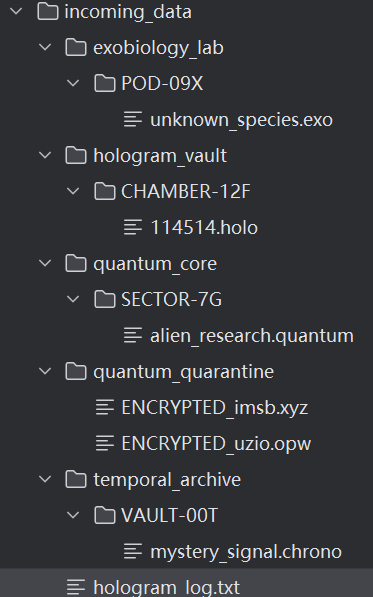 incoming_data
exobiology_lab
POD-09X
unknown_species.exo
hologram_vault
CHAMBER-12F
114514.holo
quantum_core
SECTOR-7G
alien_research.quantum
quantum_quarantine
ENCRYPTED_imsb.xyz
ENCRYPTED_uzio.opw
temporal_archive
VAULT-00T
mystery_signal.chrono
hologram_log.txt